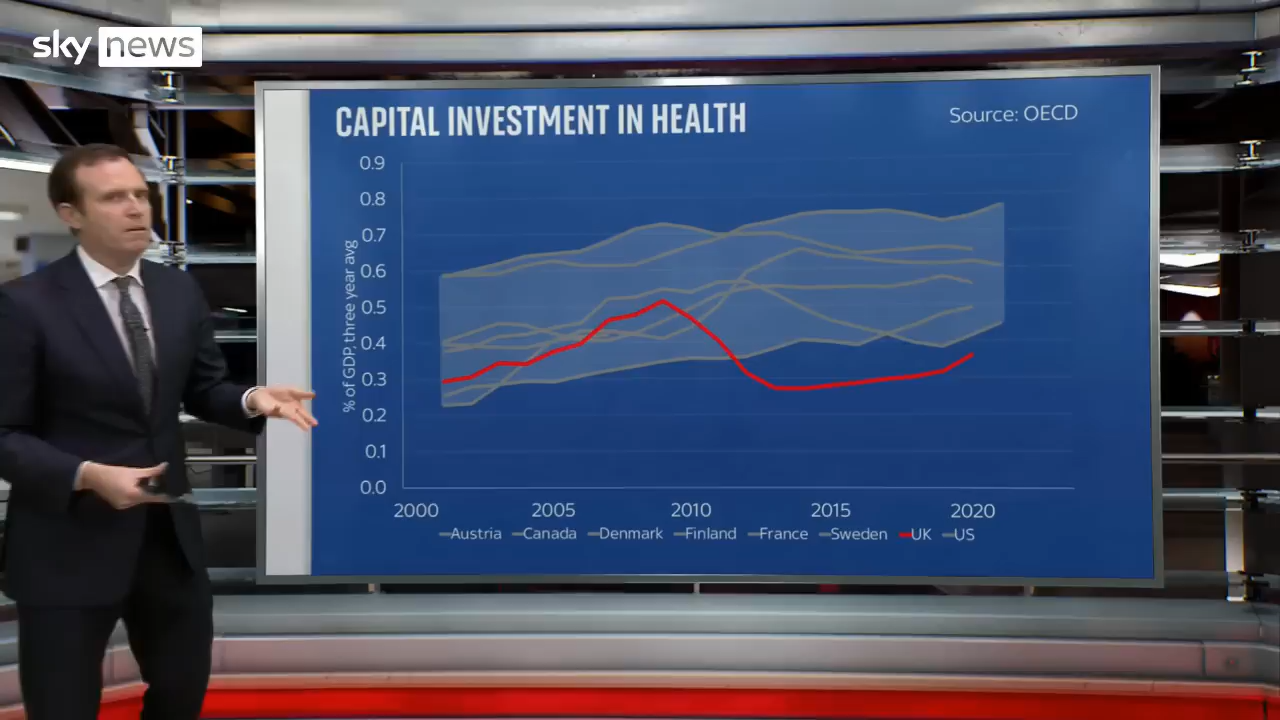 sky news
CAPITAL INVESTMENT IN HEALTH
Source: OECD
% of GDP, three year avg
0.9
0.8
0.7
0.6
0.5
0.4
0.3
0.2
0.1
0.0
2000 2005 2010 2015 2020
Austria Canada Denmark Finland France Sweden UK US